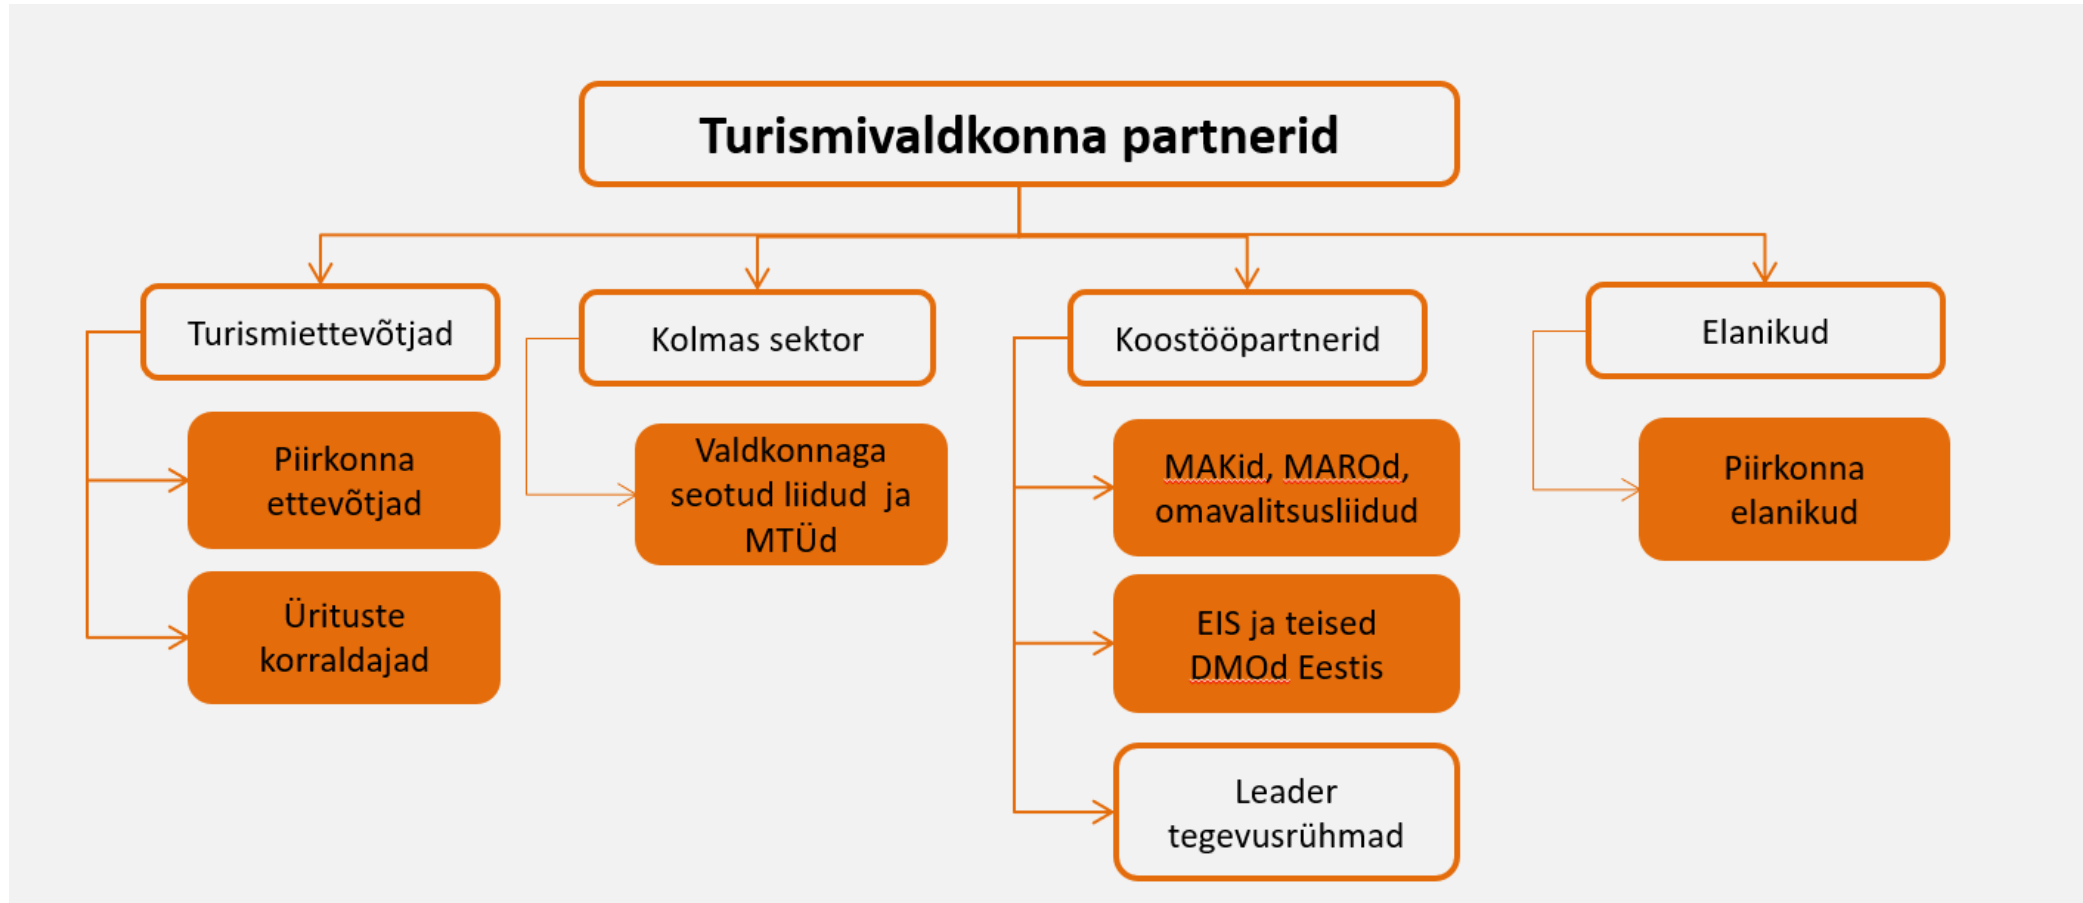 Turismivaldkonna partnerid
Turismiettevõtjad
Piirkonna
ettevõtjad
Ürituste
korraldajad
Kolmas sektor
Valdkonnaga
seotud liidud ja
MTÜd
Koostööpartnerid
MAKid, MAROd,
omavalitsusliidud
EIS ja teised
DMOd Eestis
Leader
tegevusrühmad
Elanikud
Piirkonna
elanikud